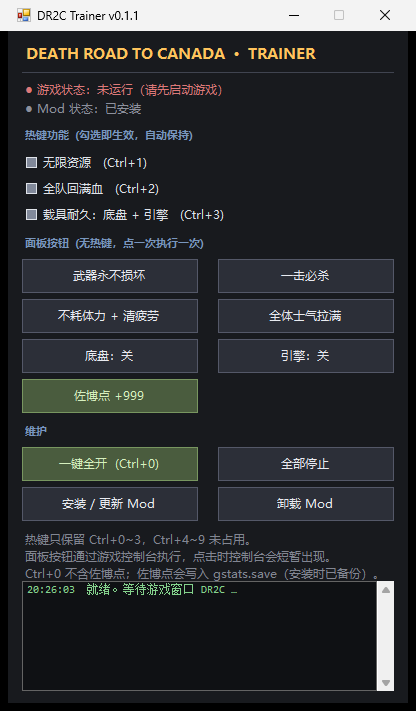 DR2C Trainer v0.1.1
DEATH ROAD TO CANADA • TRAINER
● 游戏状态：未运行（请先启动游戏）
● Mod 状态：已安装
热键功能（勾选即生效，自动保持）
无限资源 (Ctrl+1)
全队回满血 (Ctrl+2)
载具耐久：底盘 + 引擎 (Ctrl+3)
面板按钮（无热键，点一次执行一次）
武器永不损坏
一击必杀
不耗体力 + 清疲劳
全体士气拉满
底盘：关
引擎：关
佐博点 +999
维护
一键全开 (Ctrl+0)
全部停止
安装 / 更新 Mod
卸载 Mod
热键只保留 Ctrl+0~3，Ctrl+4~9 未占用。
面板按钮通过游戏控制台执行，点击时控制台会短暂出现。
Ctrl+0 不含佐博点；佐博点会写入 gstats.save（安装时已备份）。
20:26:03 就绪。等待游戏窗口 DR2C …